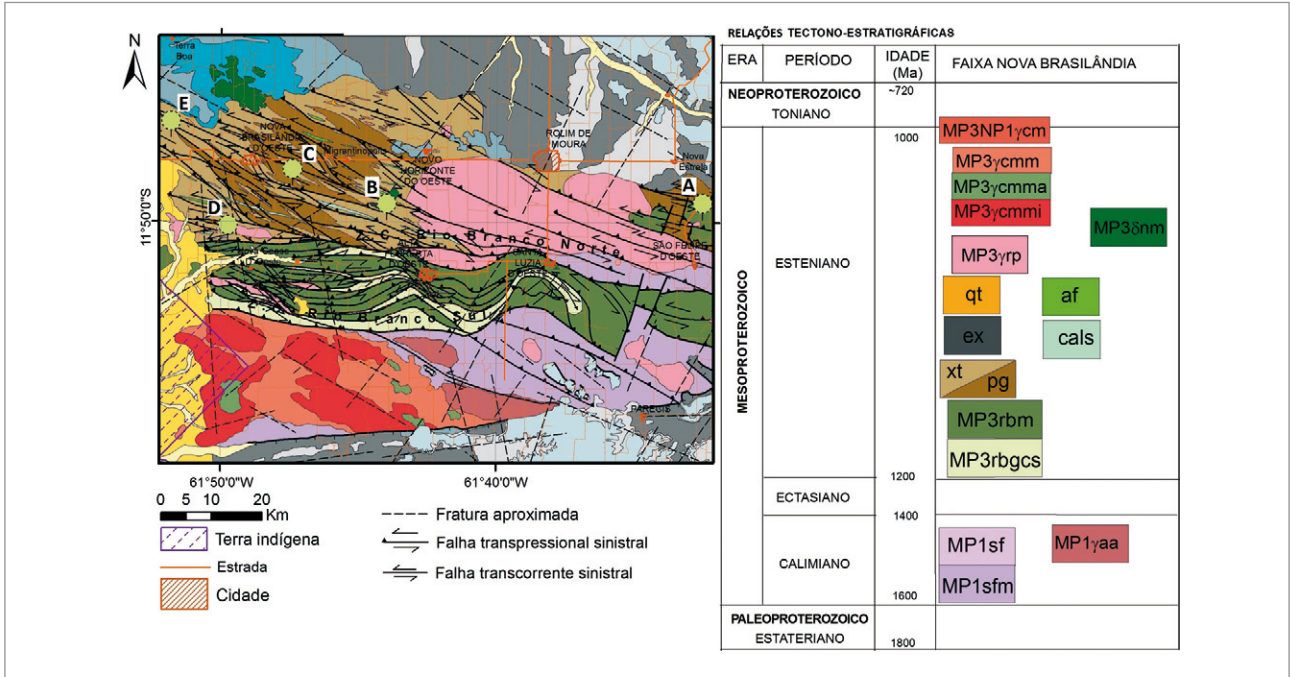 N
Terra
Boa
E
NOVA
BRASILÂNDIA
D'OESTE
C
Migrantinópolis
NOVO
HORIZONTE
DO OESTE
B
D
ROLIM DE
MOURA
Nova
Estrela
A
Z. C. Rio Branco Norte
SÃO FELIPE
D'OESTE
ALTA
FLORESTA
D'OESTE
SANTA
LUZIA
D'OESTE
Rio Branco Sul
PARECIS
11°50'0"S
61°50'0"W
61°40'0"W
0 5 10 20
Km
Terra indígena
Estrada
Cidade
Fratura aproximada
Falha transpressional sinistral
Falha transcorrente sinistral
RELAÇÕES TECTONO-ESTRATIGRÁFICAS
ERA PERÍODO IDADE (Ma) FAIXA NOVA BRASILÂNDIA
NEOPROTEROZOICO ~720
TONIANO
1000
MP3NP1γcm
MP3γcmm
MP3γcmma
MP3γcmmi
MP3δnm
MESOPROTEROZOICO
ESTENIANO
MP3γrp
qt af
ex cals
xt pg
MP3rbm
MP3rbgcs
1200
ECTASIANO
1400
CALIMIANO
MP1sf MP1γaa
MP1sfm
1600
PALEOPROTEROZOICO
ESTATERIANO
1800